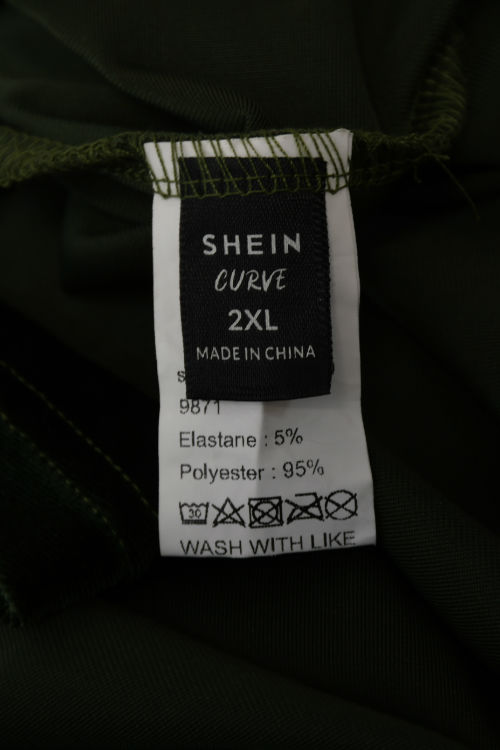 SHEIN
CURVE
2XL
MADE IN CHINA
9871
Elastane : 5%
Polyester : 95%
30
WASH WITH LIKE